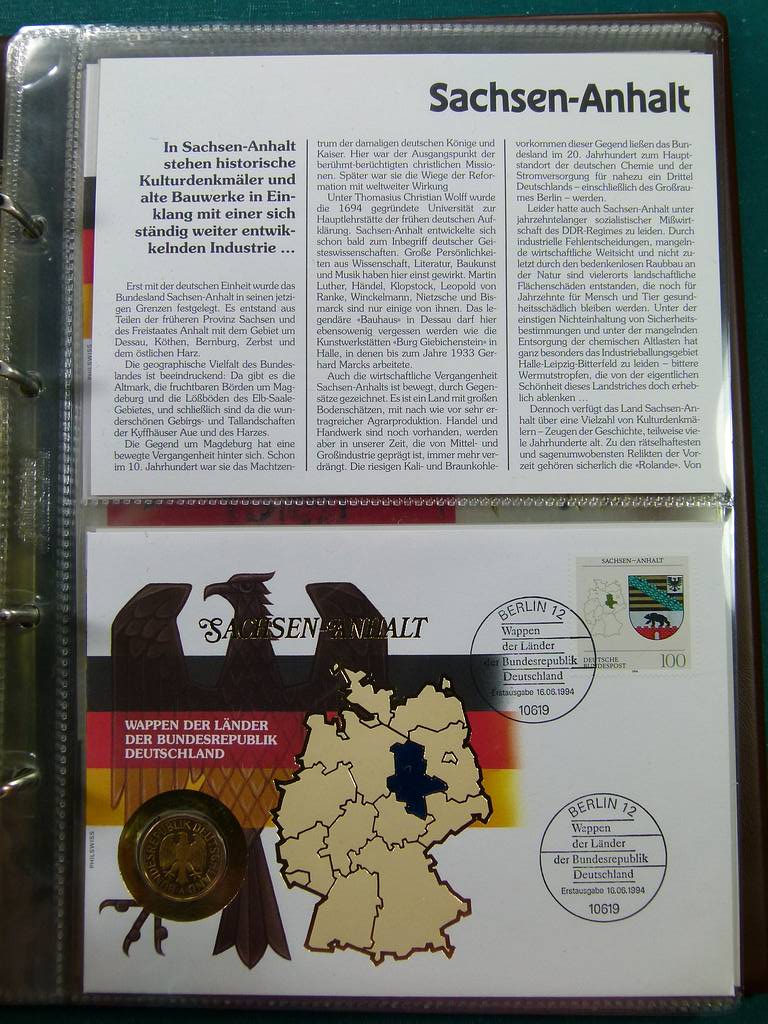 Sachsen-Anhalt
In Sachsen-Anhalt
stehen historische
Kulturdenkmäler und
alte Bauwerke in Ein-
klang mit einer sich
ständig weiter entwik-
kelnden Industrie ...
Erst mit der deutschen Einheit wurde das
Bundesland Sachsen-Anhalt in seinen jetzi-
gen Grenzen festgelegt. Es entstand aus
Teilen der früheren Provinz Sachsen und
des Freistaates Anhalt mit dem Gebiet um
Dessau, Köthen, Bernburg, Zerbst und
dem östlichen Harz.
Die geographische Vielfalt des Bundes-
landes ist beeindruckend: Da gibt es die
Altmark, die fruchtbaren Börden um Mag-
deburg und die Lößböden des Elb-Saale-
Gebietes, und schließlich sind da die wun-
derschönen Gebirgs- und Tallandschaften
der Kyffhäuser Aue und des Harzes.
Die Gegend um Magdeburg hat eine
bewegte Vergangenheit hinter sich. Schon
im 10. Jahrhundert war sie das Machtzen-
trum der damaligen deutschen Könige und
Kaiser. Hier war der Ausgangspunkt der
berühmt-berüchtigten christlichen Missio-
nen. Später war sie die Wiege der Refor-
mation mit weltweiter Wirkung
Unter Thomasius Christian Wolff wurde
die 1694 gegründete Universität zur
Hauptlehnstätte der frühen deutschen Auf-
klärung. Sachsen-Anhalt entwickelte sich
schon bald zum Inbegriff deutscher Gei-
steswissenschaften. Große Persönlichkei-
ten aus Wissenschaft, Literatur, Baukunst
und Musik haben hier einst gewirkt. Martin
Luther, Händel, Klopstock, Leopold von
Ranke, Winckelmann, Nietzsche und Bis-
marck sind nur einige von ihnen. Das le-
gendäre «Bauhaus» in Dessau darf hier
ebensowenig vergessen werden wie die
Kunstwerkstätten «Burg Giebichenstein» in
Halle, in denen bis zum Jahre 1933 Ger-
hard Marcks arbeitete.
Auch die wirtschaftliche Vergangenheit
Sachsen-Anhalts ist bewegt, durch Gegen-
sätze gezeichnet. Es ist ein Land mit großen
Bodenschätzen, mit nach wie vor sehr er-
tragreicher Agrarproduktion. Handel und
Handwerk sind noch vorhanden, werden
aber in unserer Zeit, die von Mittel- und
Großindustrie geprägt ist, immer mehr ver-
drängt. Die riesigen Kali- und Braunkohle-
vorkommen dieser Gegend ließen das Bun-
desland im 20. Jahrhundert zum Haupt-
standort der deutschen Chemie und der
Stromversorgung für nahezu ein Drittel
Deutschlands – einschließlich des Großrau-
mes Berlin – werden.
Leider hatte auch Sachsen-Anhalt unter
jahrzehntelanger sozialistischer Mißwirt-
schaft des DDR-Regimes zu leiden. Durch
industrielle Fehlentscheidungen, mangeln-
de wirtschaftliche Weitsicht und nicht zu-
letzt durch den bedenkenlosen Raubbau an
der Natur sind vielerorts landschaftliche
Flächenschäden entstanden, die noch für
Jahrzehnte für Mensch und Tier gesund-
heitsschädlich bleiben werden. Unter der
einstigen Nichteinhaltung von Sicherheits-
bestimmungen und unter der mangelnden
Entsorgung der chemischen Altlasten hat
ganz besonders das Industrieballungsgebiet
Halle-Leipzig-Bitterfeld zu leiden – bittere
Wermutstropfen, die von der eigentlichen
Schönheit dieses Landstriches doch erheb-
lich ablenken ...
Dennoch verfügt das Land Sachsen-An-
halt über eine Vielzahl von Kulturdenkmä-
lern – Zeugen der Geschichte, teilweise vie-
le Jahrhunderte alt. Zu den rätselhaftesten
und sagenumwobensten Relikten der Vor-
zeit gehören sicherlich die «Rolande». Von
PHILSWISS
SACHSEN-ANHALT
DEUTSCHE
BUNDESPOST
100
BERLIN 12
Wappen
der Länder
der Bundesrepublik
Deutschland
Erstausgabe 16.06.1994
10619
SACHSEN-ANHALT
WAPPEN DER LÄNDER
DER BUNDESREPUBLIK
DEUTSCHLAND
BUNDESREPUBLIK DEUTSCHLAND
PHILSWISS
BERLIN 12
Wappen
der Länder
der Bundesrepublik
Deutschland
Erstausgabe 16.06.1994
10619